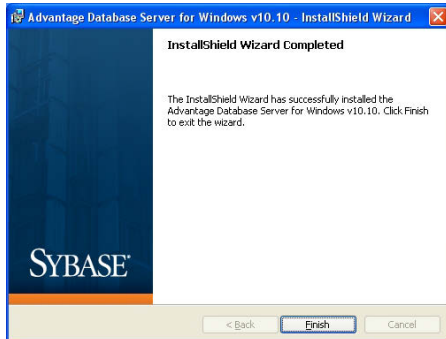 Advantage Database Server for Windows v10.10 - InstallShield Wizard
InstallShield Wizard Completed
The InstallShield Wizard has successfully installed the
Advantage Database Server for Windows v10.10. Click Finish
to exit the wizard.
SYBASE
< Back
Finish
Cancel